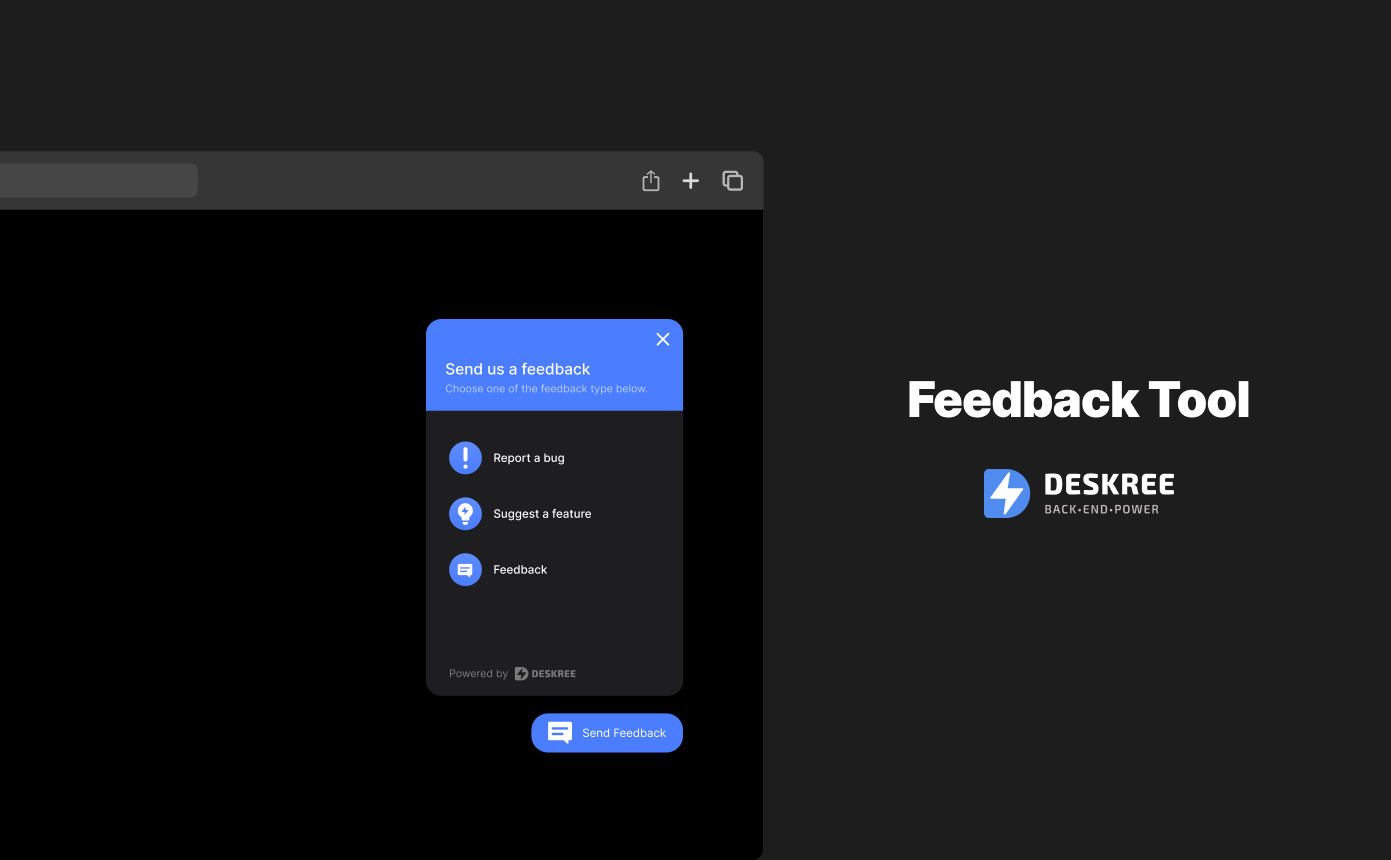 Send us a feedback
Choose one of the feedback type below.
Report a bug
Suggest a feature
Feedback
Powered by DESKREE
Send Feedback
Feedback Tool
DESKREE
BACK•END•POWER